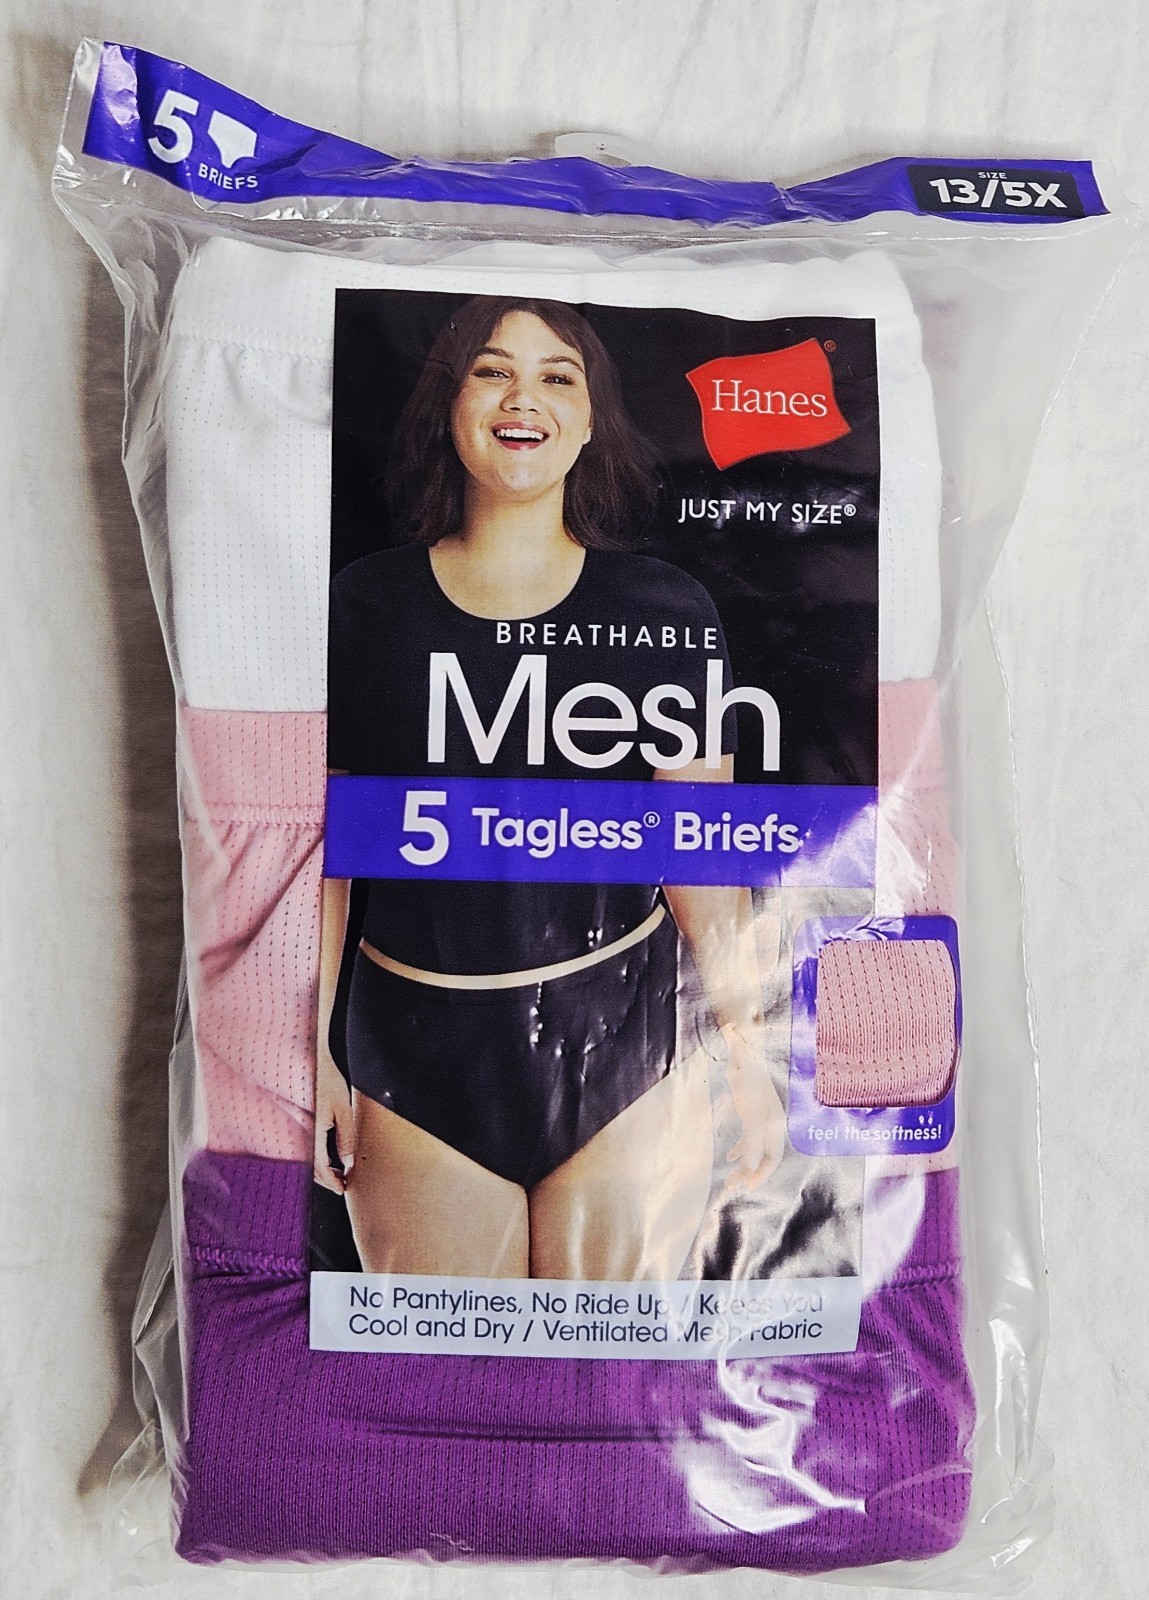 5
BRIEFS
SIZE
13/5X
Hanes®
JUST MY SIZE®
BREATHABLE
Mesh
5 Tagless® Briefs
feel the softness!
No Pantylines, No Ride Up / Keeps You
Cool and Dry / Ventilated Mesh Fabric